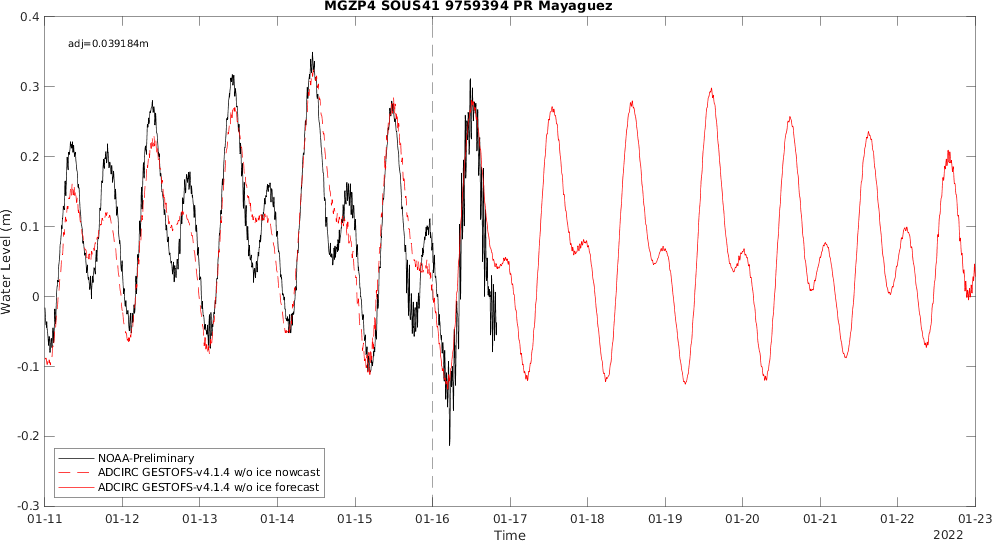 MGZP4 SOUS41 9759394 PR Mayaguez
adj=0.039184m
0.4
0.3
0.2
0.1
0
-0.1
-0.2
-0.3
Water Level (m)
NOAA-Preliminary
ADCIRC GESTOFS-v4.1.4 w/o ice nowcast
ADCIRC GESTOFS-v4.1.4 w/o ice forecast
01-11 01-12 01-13 01-14 01-15 01-16 01-17 01-18 01-19 01-20 01-21 01-22 01-23
Time
2022